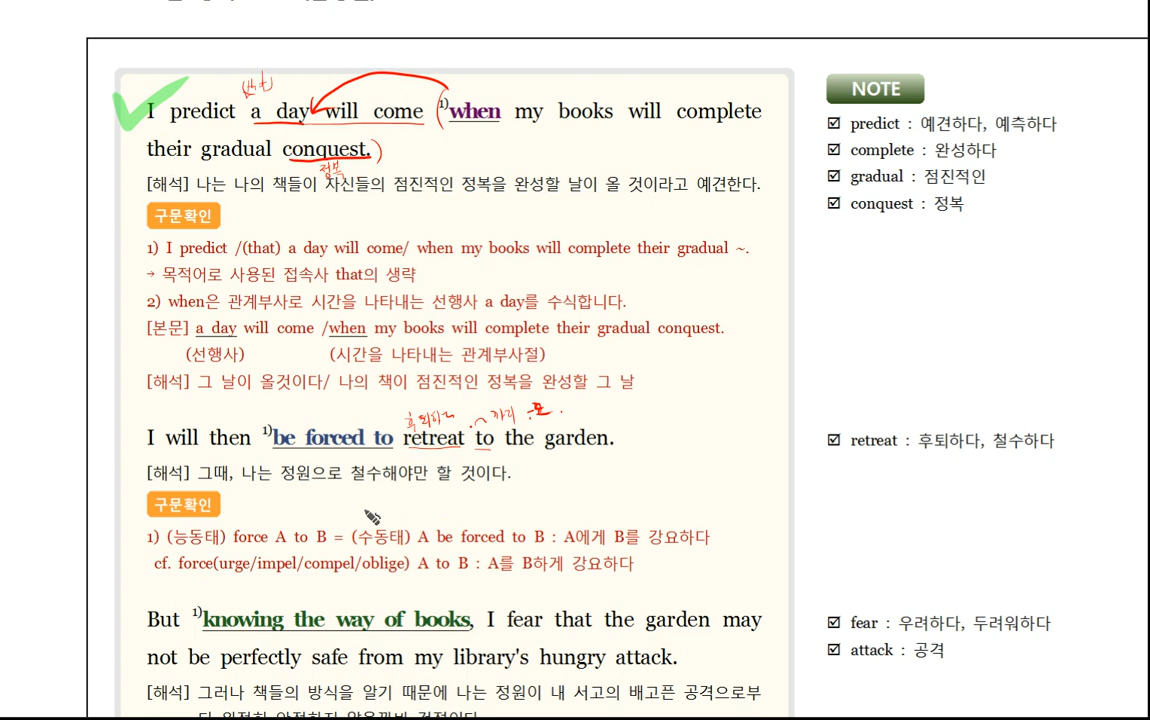 I predict a day will come 1)when my books will complete
their gradual conquest.
정복
[해석] 나는 나의 책들이 자신들의 점진적인 정복을 완성할 날이 올 것이라고 예견한다.
구문확인
1) I predict /(that) a day will come/ when my books will complete their gradual ~.
→ 목적어로 사용된 접속사 that의 생략
2) when은 관계부사로 시간을 나타내는 선행사 a day를 수식합니다.
[본문] a day will come /when my books will complete their gradual conquest.
(선행사) (시간을 나타내는 관계부사절)
[해석] 그 날이 올것이다/ 나의 책이 점진적인 정복을 완성할 그 날
후퇴하다 까지
I will then 1)be forced to retreat to the garden.
[해석] 그때, 나는 정원으로 철수해야만 할 것이다.
구문확인
1) (능동태) force A to B = (수동태) A be forced to B : A에게 B를 강요하다
cf. force(urge/impel/compel/oblige) A to B : A를 B하게 강요하다
But 1)knowing the way of books, I fear that the garden may
not be perfectly safe from my library's hungry attack.
[해석] 그러나 책들의 방식을 알기 때문에 나는 정원이 내 서고의 배고픈 공격으로부
NOTE
☑ predict : 예견하다, 예측하다
☑ complete : 완성하다
☑ gradual : 점진적인
☑ conquest : 정복
☑ retreat : 후퇴하다, 철수하다
☑ fear : 우려하다, 두려워하다
☑ attack : 공격